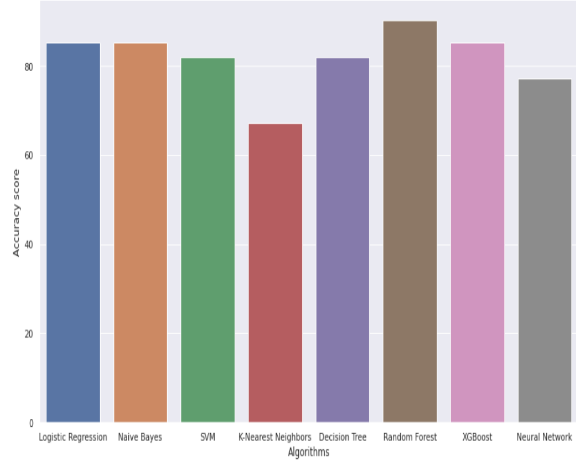 Accuracy score
80
60
40
20
0
Logistic Regression Naive Bayes SVM K-Nearest Neighbors Decision Tree Random Forest XGBoost Neural Network
Algorithms